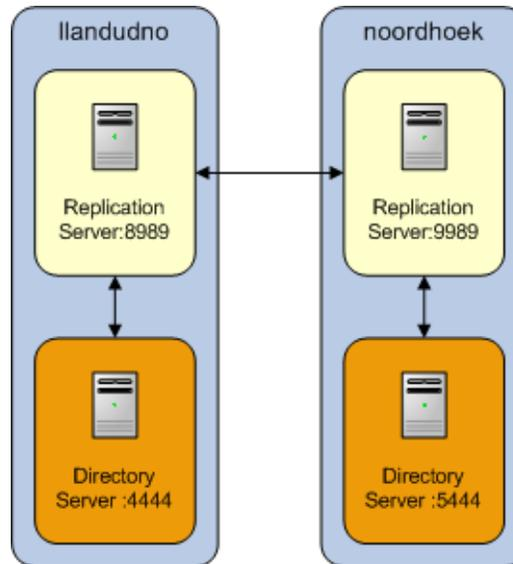 llandudno
noordhoek
Replication
Server:8989
Replication
Server:9989
Directory
Server :4444
Directory
Server :5444